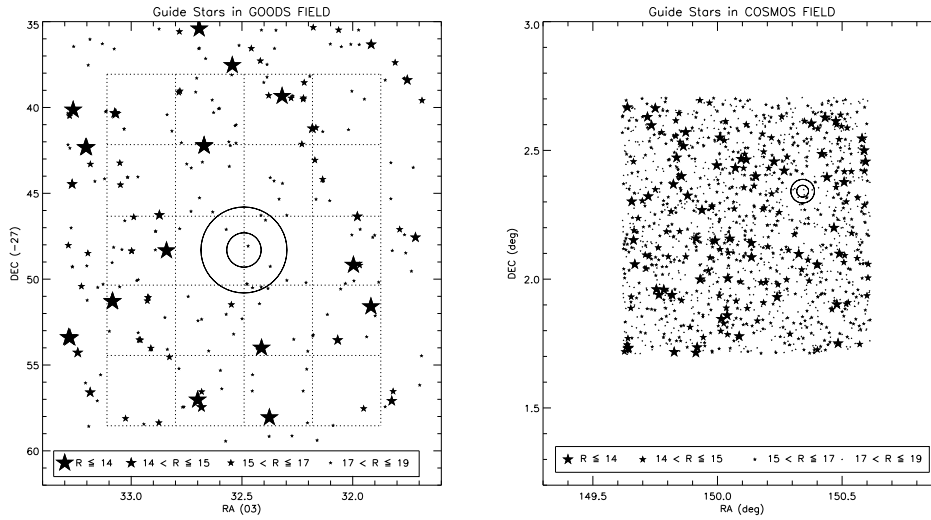 Guide Stars in GOODS FIELD
35
40
45
50
55
60
DEC (-27)
R ≤ 14 14 < R ≤ 15 15 < R ≤ 17 17 < R ≤ 19
33.0 32.5 32.0
RA (03)
Guide Stars in COSMOS FIELD
3.0
2.5
2.0
1.5
DEC (deg)
R ≤ 14 14 < R ≤ 15 15 < R ≤ 17 17 < R ≤ 19
149.5 150.0 150.5
RA (deg)